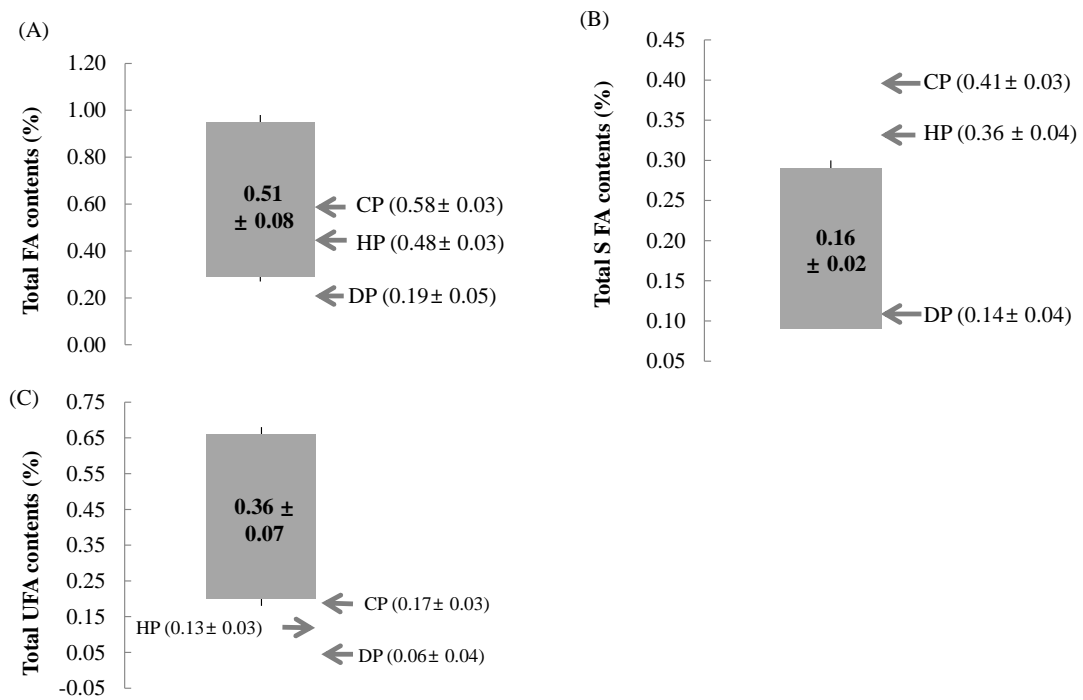 (A)
Total FA contents (%)
1.20
1.00
0.80
0.60
0.40
0.20
0.00
0.51
± 0.08
CP (0.58± 0.03)
HP (0.48± 0.03)
DP (0.19± 0.05)
(B)
Total S FA contents (%)
0.45
0.40
0.35
0.30
0.25
0.20
0.15
0.10
0.05
0.16
± 0.02
CP (0.41± 0.03)
HP (0.36 ± 0.04)
DP (0.14± 0.04)
(C)
Total UFA contents (%)
0.75
0.65
0.55
0.45
0.35
0.25
0.15
0.05
-0.05
0.36 ±
0.07
CP (0.17± 0.03)
HP (0.13± 0.03)
DP (0.06± 0.04)